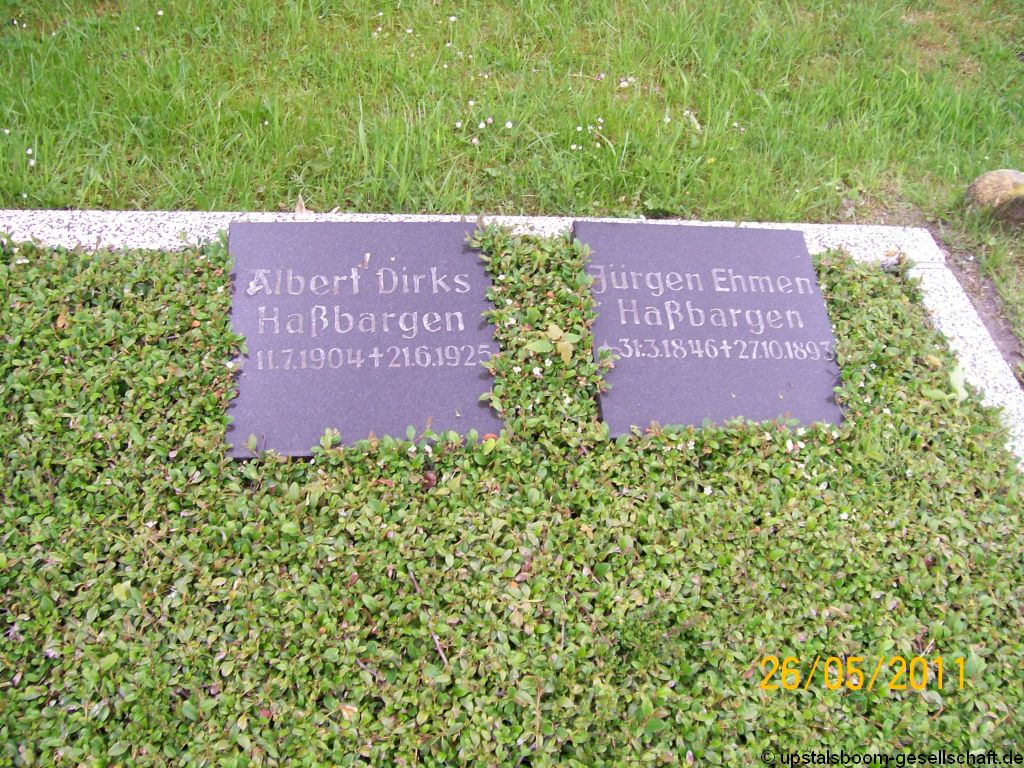 Albert Dirks
Haßbargen
* 11.7.1904 + 21.6.1925
Jürgen Ehmen
Haßbargen
* 31.3.1846 + 27.10.1893
26/05/2011
© upstalsboom-gesellschaft.de